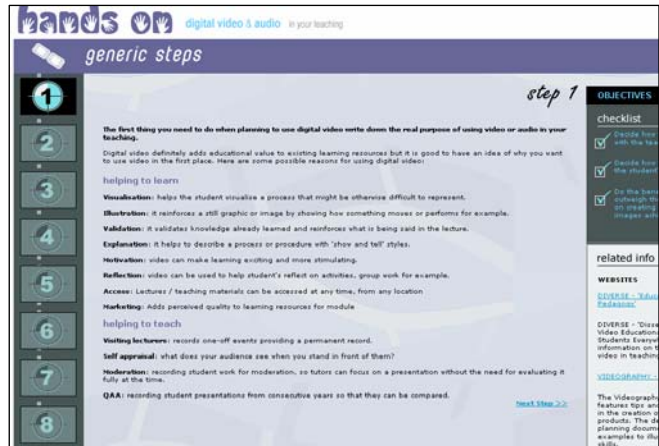 hands on digital video & audio in your teaching
generic steps
1
2
3
4
5
6
7
8
step 1
The first thing you need to do when planning to use digital video write down the real purpose of using video or audio in your
teaching.
Digital video definitely adds educational value to existing learning resources but it is good to have an idea of why you want
to use video in the first place. Here are some possible reasons for using digital video:
helping to learn
Visualisation: helps the student visualise a process that might be otherwise difficult to represent.
Illustration: it reinforces a still graphic or image by showing how something moves or performs for example.
Validation: it validates knowledge already learned and reinforces what is being said in the lecture.
Explanation: it helps to describe a process or procedure with 'show and tell' styles.
Motivation: video can make learning exciting and more stimulating.
Reflection: video can be used to help student's reflect on activities, group work for example.
Access: Lectures / teaching materials can be accessed at any time, from any location
Marketing: Adds perceived quality to learning resources for module
helping to teach
Visiting lecturers: records one-off events providing a permanent record.
Self appraisal: what does your audience see when you stand in front of them?
Moderation: recording student work for moderation, so tutors can focus on a presentation without the need for evaluating it
fully at the time.
QAA: recording student presentations from consecutive years so that they can be compared.
Next Step >>
OBJECTIVES
checklist
Decide how
with the tea
Decide how
the student
Do the bene
outweigh th
on creating
images adv
related info
WEBSITES
DIVERSE - 'Educa
Pedagogy'
DIVERSE - 'Disse
Video Educationa
Students Everywh
information on t
video in teaching
VIDEOGRAPHY -
The Videography
features tips and
in the creation o
products. The de
planning docum
examples to illu
skills.